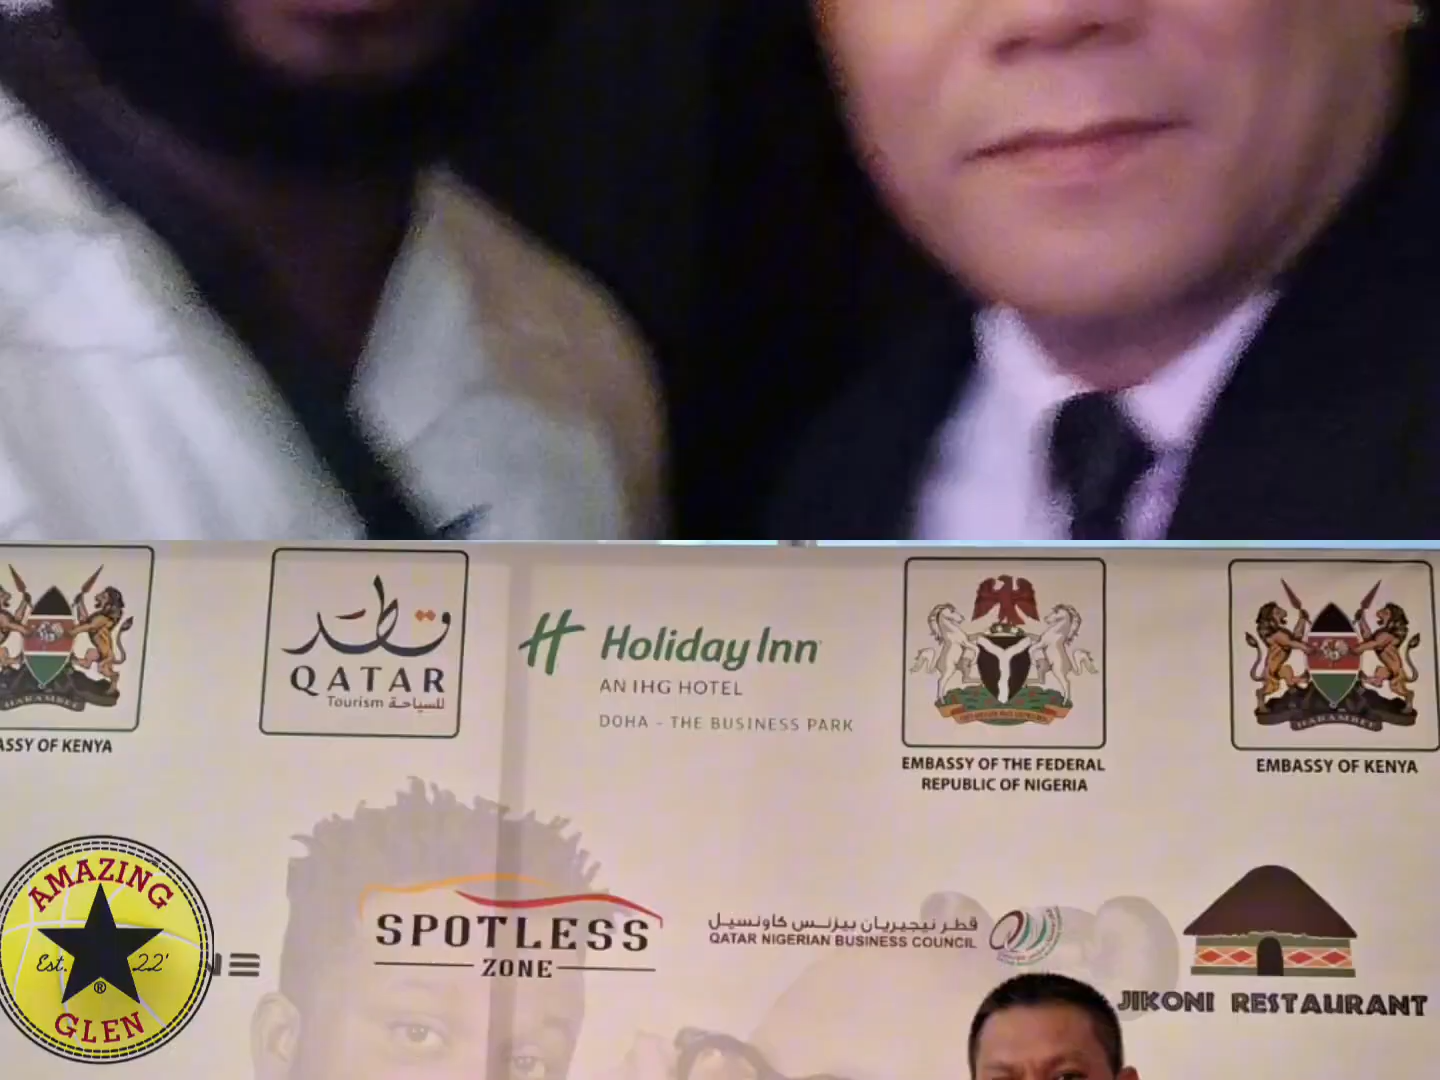 HARAMBEE
ASSY OF KENYA
قطر
QATAR
Tourism للسياحة
Holiday Inn
AN IHG HOTEL
DOHA - THE BUSINESS PARK
EMBASSY OF THE FEDERAL
REPUBLIC OF NIGERIA
HARAMBEE
EMBASSY OF KENYA
AMAZING
Est. 22'
®
GLEN
SPOTLESS
ZONE
قطر نيجيريان بيزنس كاونسيل
QATAR NIGERIAN BUSINESS COUNCIL
JIKONI RESTAURANT